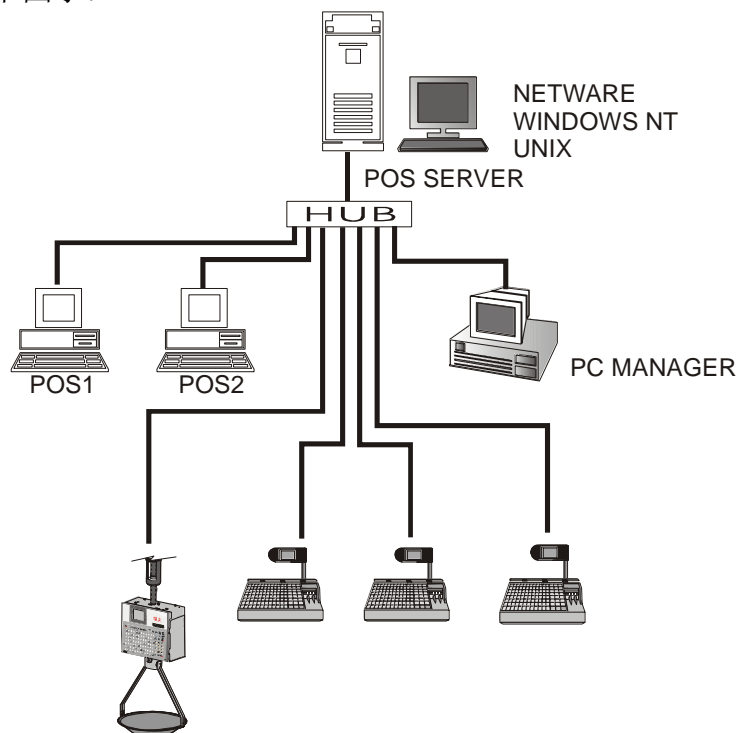 NETWARE
WINDOWS NT
UNIX
POS SERVER
HUB
POS1
POS2
PC MANAGER